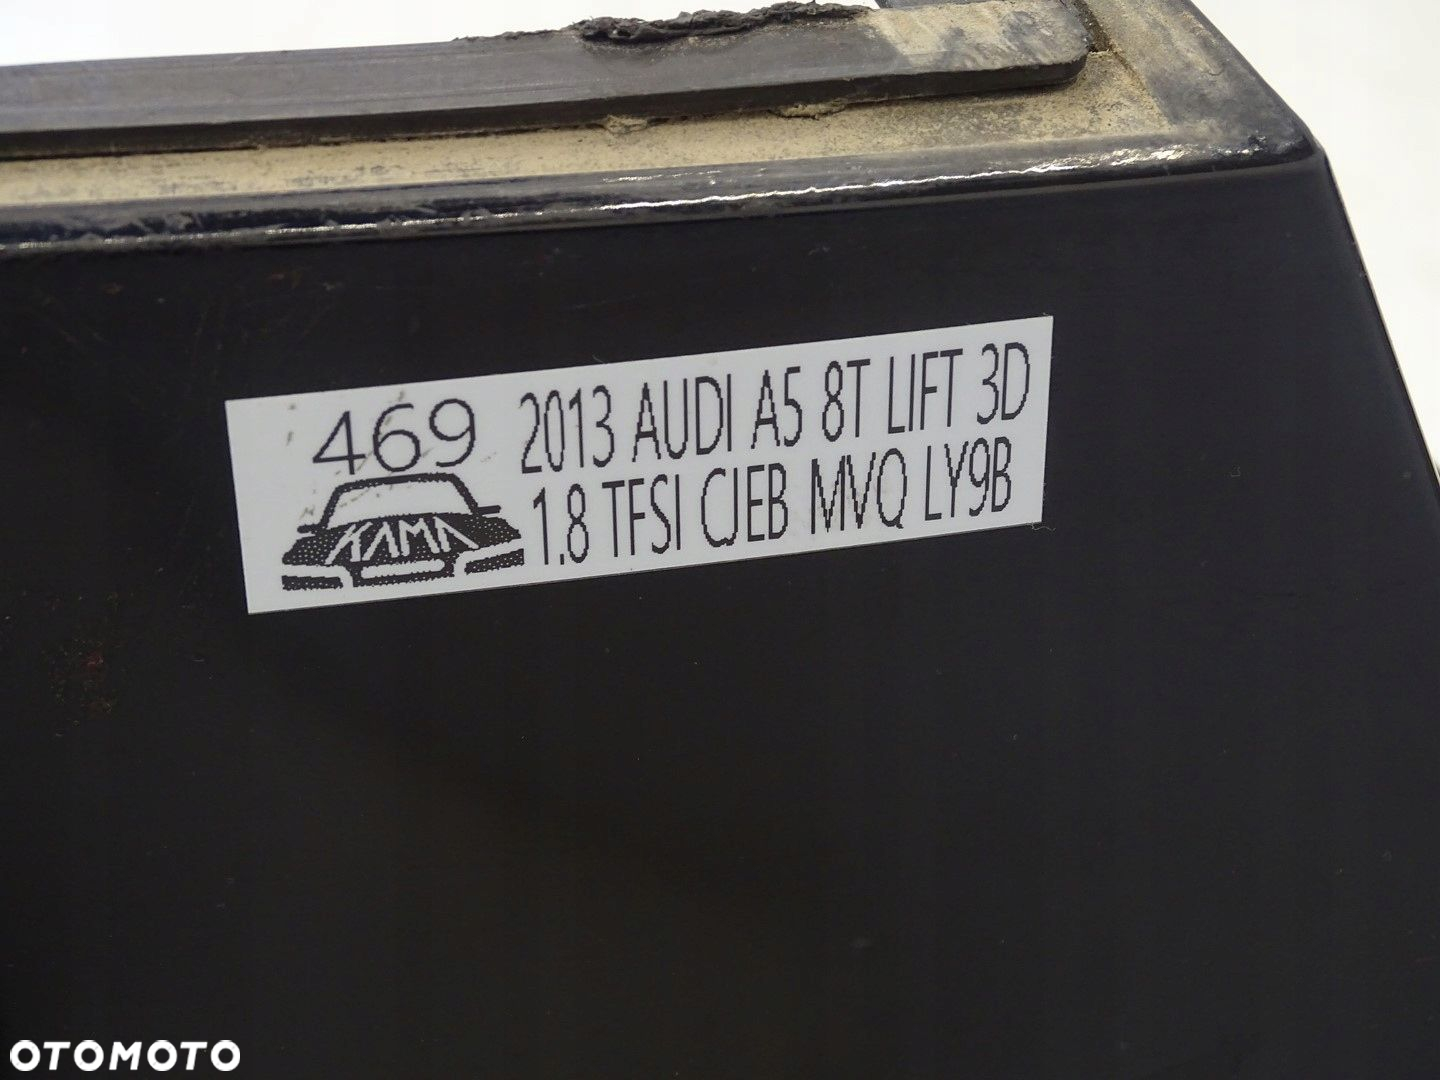 469
KAMA
2013 AUDI A5 8T LIFT 3D
1.8 TFSI CJEB MVQ LY9B
OTOMOTO